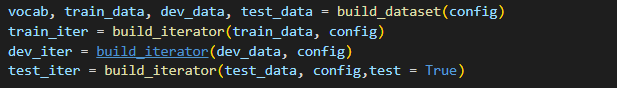 vocab, train_data, dev_data, test_data = build_dataset(config)
train_iter = build_iterator(train_data, config)
dev_iter = build_iterator(dev_data, config)
test_iter = build_iterator(test_data, config,test = True)